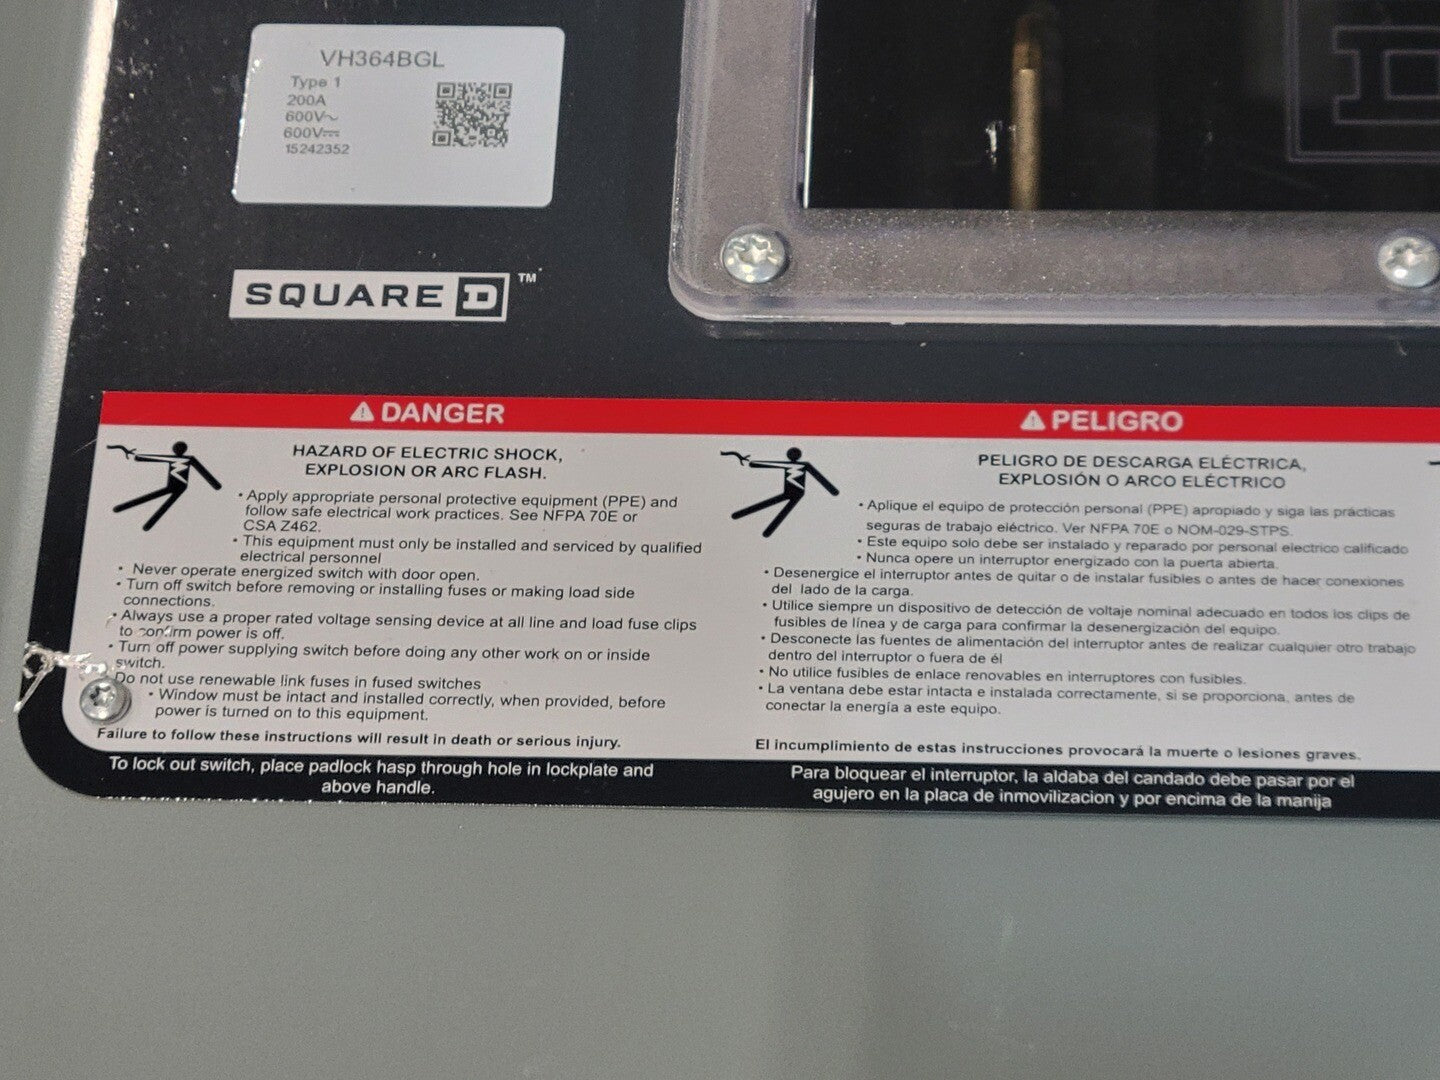 VH364BGL
Type 1
200A
600V~
600V⎓
15242352
SQUARE D™
D
⚠ DANGER
HAZARD OF ELECTRIC SHOCK,
EXPLOSION OR ARC FLASH.
• Apply appropriate personal protective equipment (PPE) and
follow safe electrical work practices. See NFPA 70E or
CSA Z462.
• This equipment must only be installed and serviced by qualified
electrical personnel
• Never operate energized switch with door open.
• Turn off switch before removing or installing fuses or making load side
connections.
• Always use a proper rated voltage sensing device at all line and load fuse clips
to confirm power is off.
• Turn off power supplying switch before doing any other work on or inside
switch.
Do not use renewable link fuses in fused switches
• Window must be intact and installed correctly, when provided, before
power is turned on to this equipment.
Failure to follow these instructions will result in death or serious injury.
To lock out switch, place padlock hasp through hole in lockplate and
above handle.
⚠ PELIGRO
PELIGRO DE DESCARGA ELÉCTRICA,
EXPLOSIÓN O ARCO ELÉCTRICO
• Aplique el equipo de protección personal (PPE) apropiado y siga las prácticas
seguras de trabajo eléctrico. Ver NFPA 70E o NOM-029-STPS.
• Este equipo solo debe ser instalado y reparado por personal electrico calificado
• Nunca opere un interruptor energizado con la puerta abierta.
• Desenergice el interruptor antes de quitar o de instalar fusibles o antes de hacer conexiones
del lado de la carga.
• Utilice siempre un dispositivo de detección de voltaje nominal adecuado en todos los clips de
fusibles de línea y de carga para confirmar la desenergización del equipo.
• Desconecte las fuentes de alimentación del interruptor antes de realizar cualquier otro trabajo
dentro del interruptor o fuera de él
• No utilice fusibles de enlace renovables en interruptores con fusibles.
• La ventana debe estar intacta e instalada correctamente, si se proporciona, antes de
conectar la energía a este equipo.
El incumplimiento de estas instrucciones provocará la muerte o lesiones graves.
Para bloquear el interruptor, la aldaba del candado debe pasar por el
agujero en la placa de inmovilizacion y por encima de la manija